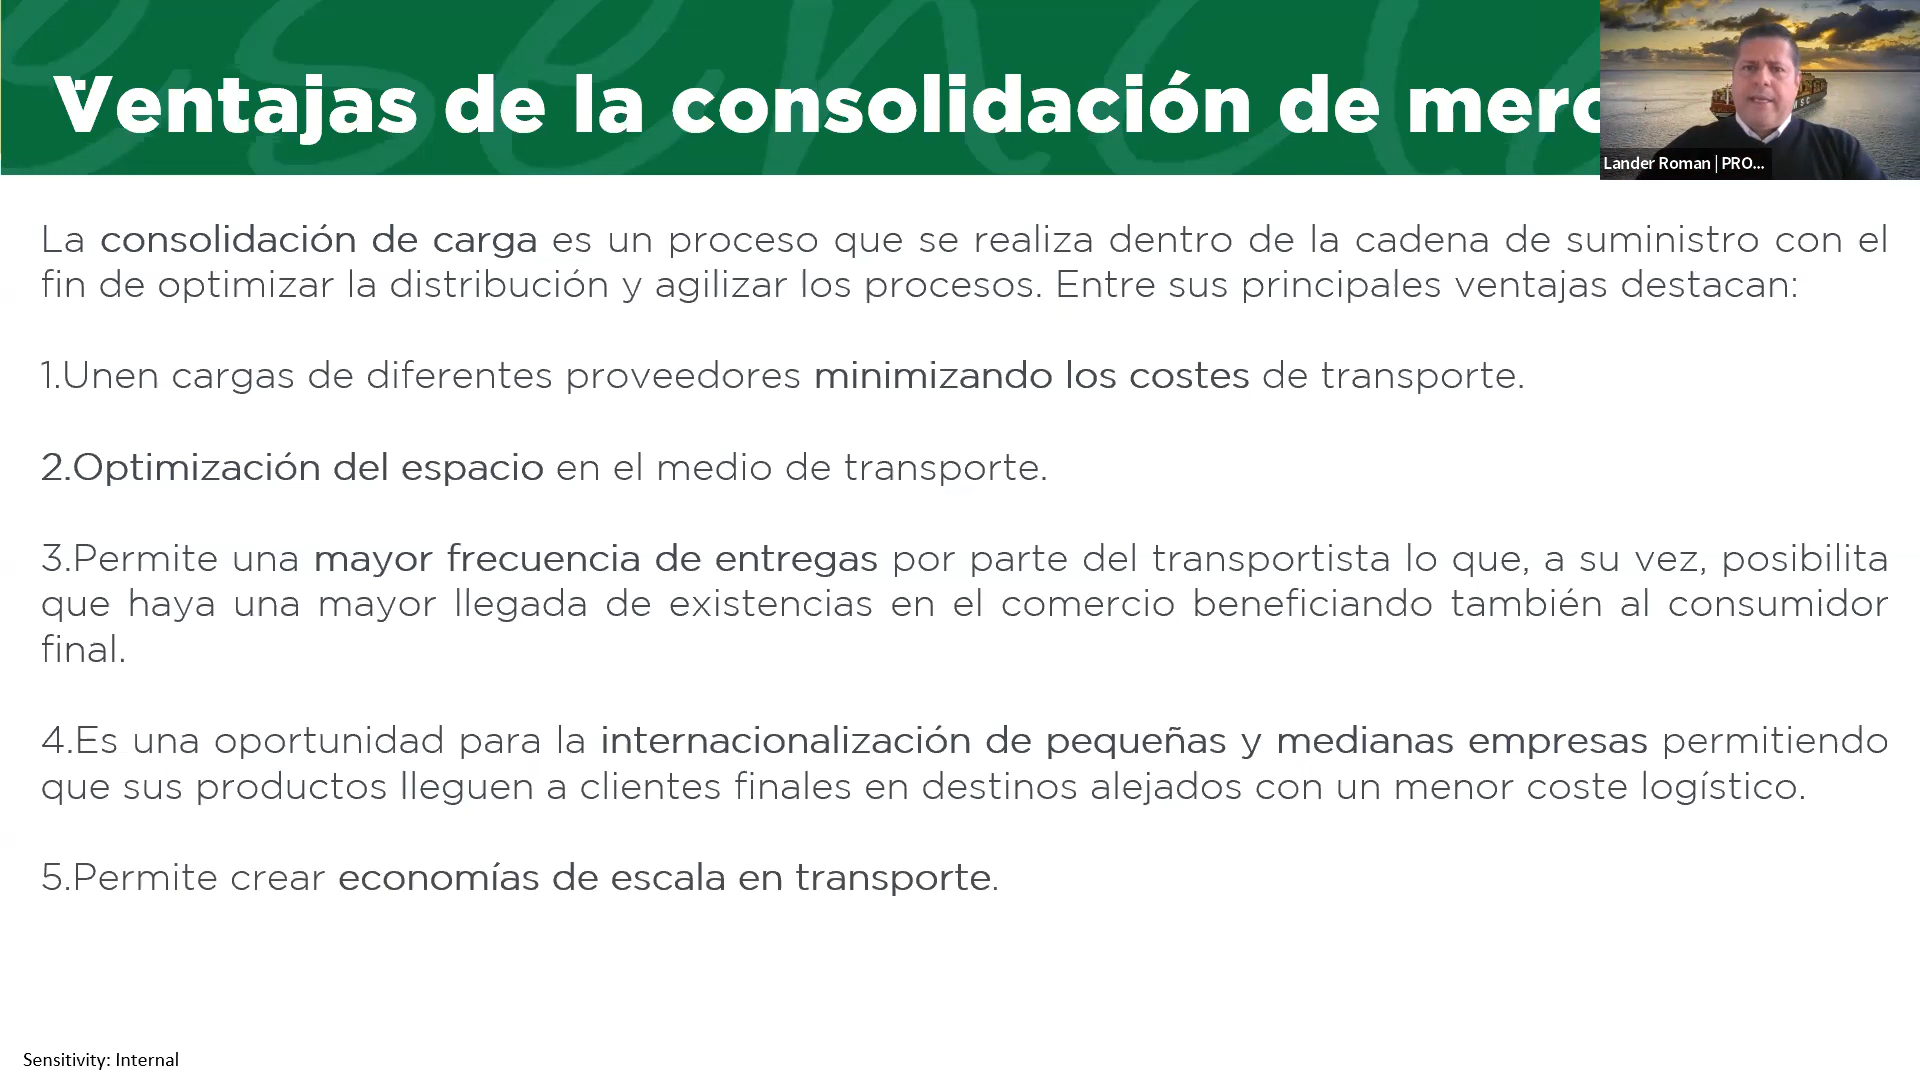 Ventajas de la consolidación de merc
Lander Roman | PRO...
La consolidación de carga es un proceso que se realiza dentro de la cadena de suministro con el
fin de optimizar la distribución y agilizar los procesos. Entre sus principales ventajas destacan:
1.Unen cargas de diferentes proveedores minimizando los costes de transporte.
2.Optimización del espacio en el medio de transporte.
3.Permite una mayor frecuencia de entregas por parte del transportista lo que, a su vez, posibilita
que haya una mayor llegada de existencias en el comercio beneficiando también al consumidor
final.
4.Es una oportunidad para la internacionalización de pequeñas y medianas empresas permitiendo
que sus productos lleguen a clientes finales en destinos alejados con un menor coste logístico.
5.Permite crear economías de escala en transporte.
Sensitivity: Internal